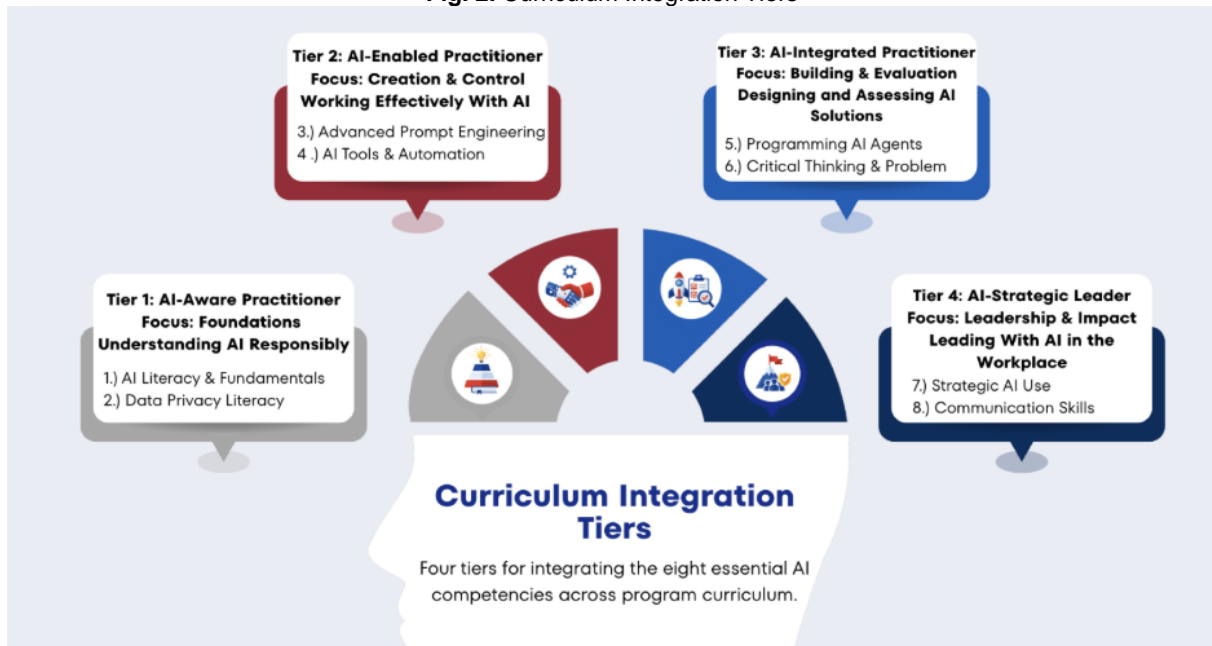 Fig. 2. Curriculum Integration Tiers
Tier 2: AI-Enabled Practitioner
Focus: Creation & Control
Working Effectively With AI
3.) Advanced Prompt Engineering
4 .) AI Tools & Automation
Tier 3: AI-Integrated Practitioner
Focus: Building & Evaluation
Designing and Assessing AI
Solutions
5.) Programming AI Agents
6.) Critical Thinking & Problem
Tier 1: AI-Aware Practitioner
Focus: Foundations
Understanding AI Responsibly
1.) AI Literacy & Fundamentals
2.) Data Privacy Literacy
Tier 4: AI-Strategic Leader
Focus: Leadership & Impact
Leading With AI in the
Workplace
7.) Strategic AI Use
8.) Communication Skills
Curriculum Integration
Tiers
Four tiers for integrating the eight essential AI
competencies across program curriculum.